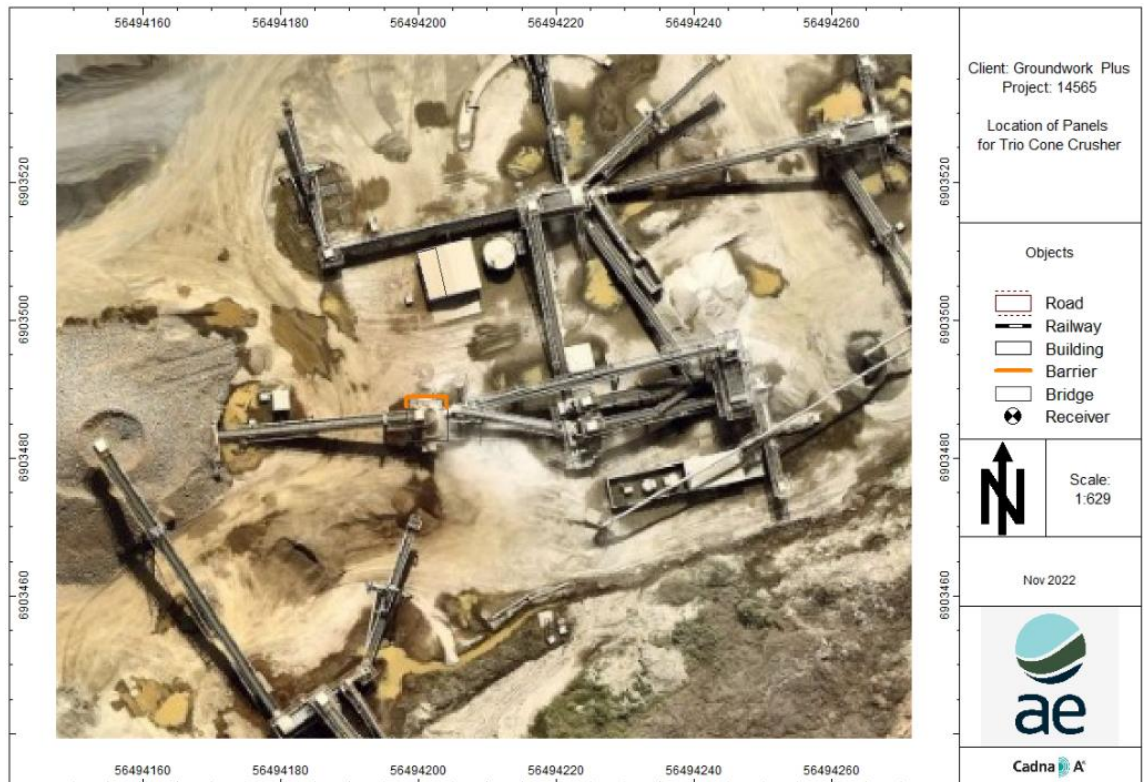 56494160 56494180 56494200 56494220 56494240 56494260
6903520 6903520
6903500 6903500
6903480 6903480
6903460 6903460
56494160 56494180 56494200 56494220 56494240 56494260
Client: Groundwork Plus
Project: 14565
Location of Panels
for Trio Cone Crusher
Objects
Road
Railway
Building
Barrier
Bridge
Receiver
N
Scale:
1:629
Nov 2022
ae
Cadna A®